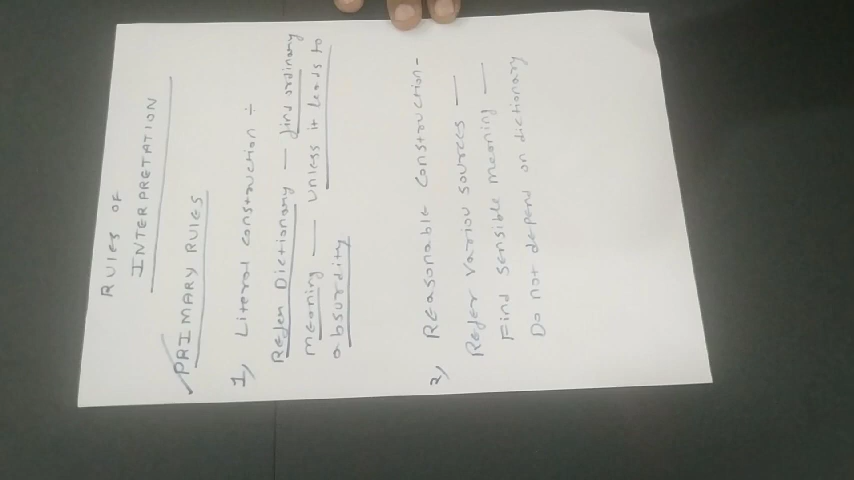 RULES OF
INTERPRETATION
PRIMARY RULES
1) Literal construction ÷
Refer Dictionary — find ordinary
meaning — unless it leads to
absurdity
2) Reasonable Construction-
Refer Variou sources —
Find sensible meaning —
Do not depend on dictionary